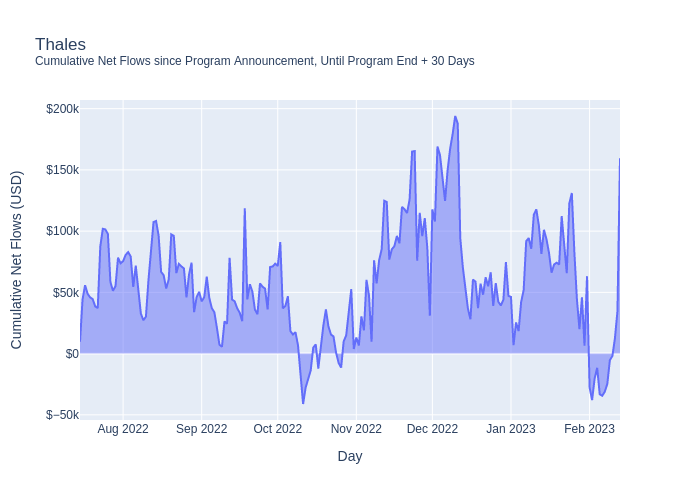 Thales
Cumulative Net Flows since Program Announcement, Until Program End + 30 Days
Cumulative Net Flows (USD)
$200k
$150k
$100k
$50k
$0
$−50k
Aug 2022
Sep 2022
Oct 2022
Nov 2022
Dec 2022
Jan 2023
Feb 2023
Day